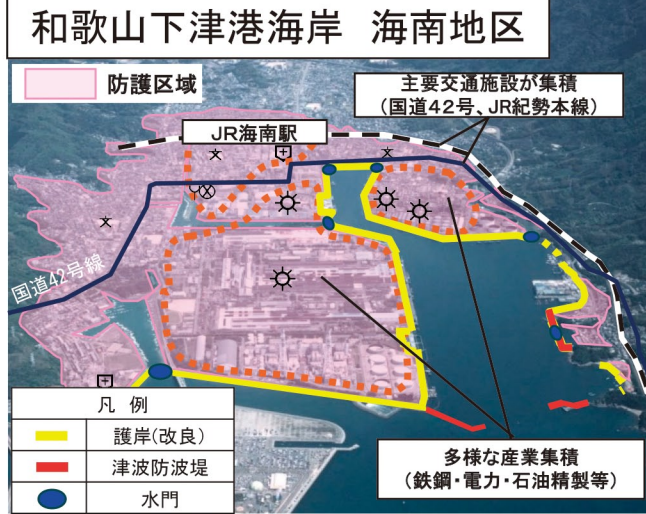 和歌山下津港海岸　海南地区
防護区域
主要交通施設が集積
（国道４２号、JR紀勢本線）
JR海南駅
国道42号線
凡　例
護岸(改良)
津波防波堤
水門
多様な産業集積
（鉄鋼・電力・石油精製等）